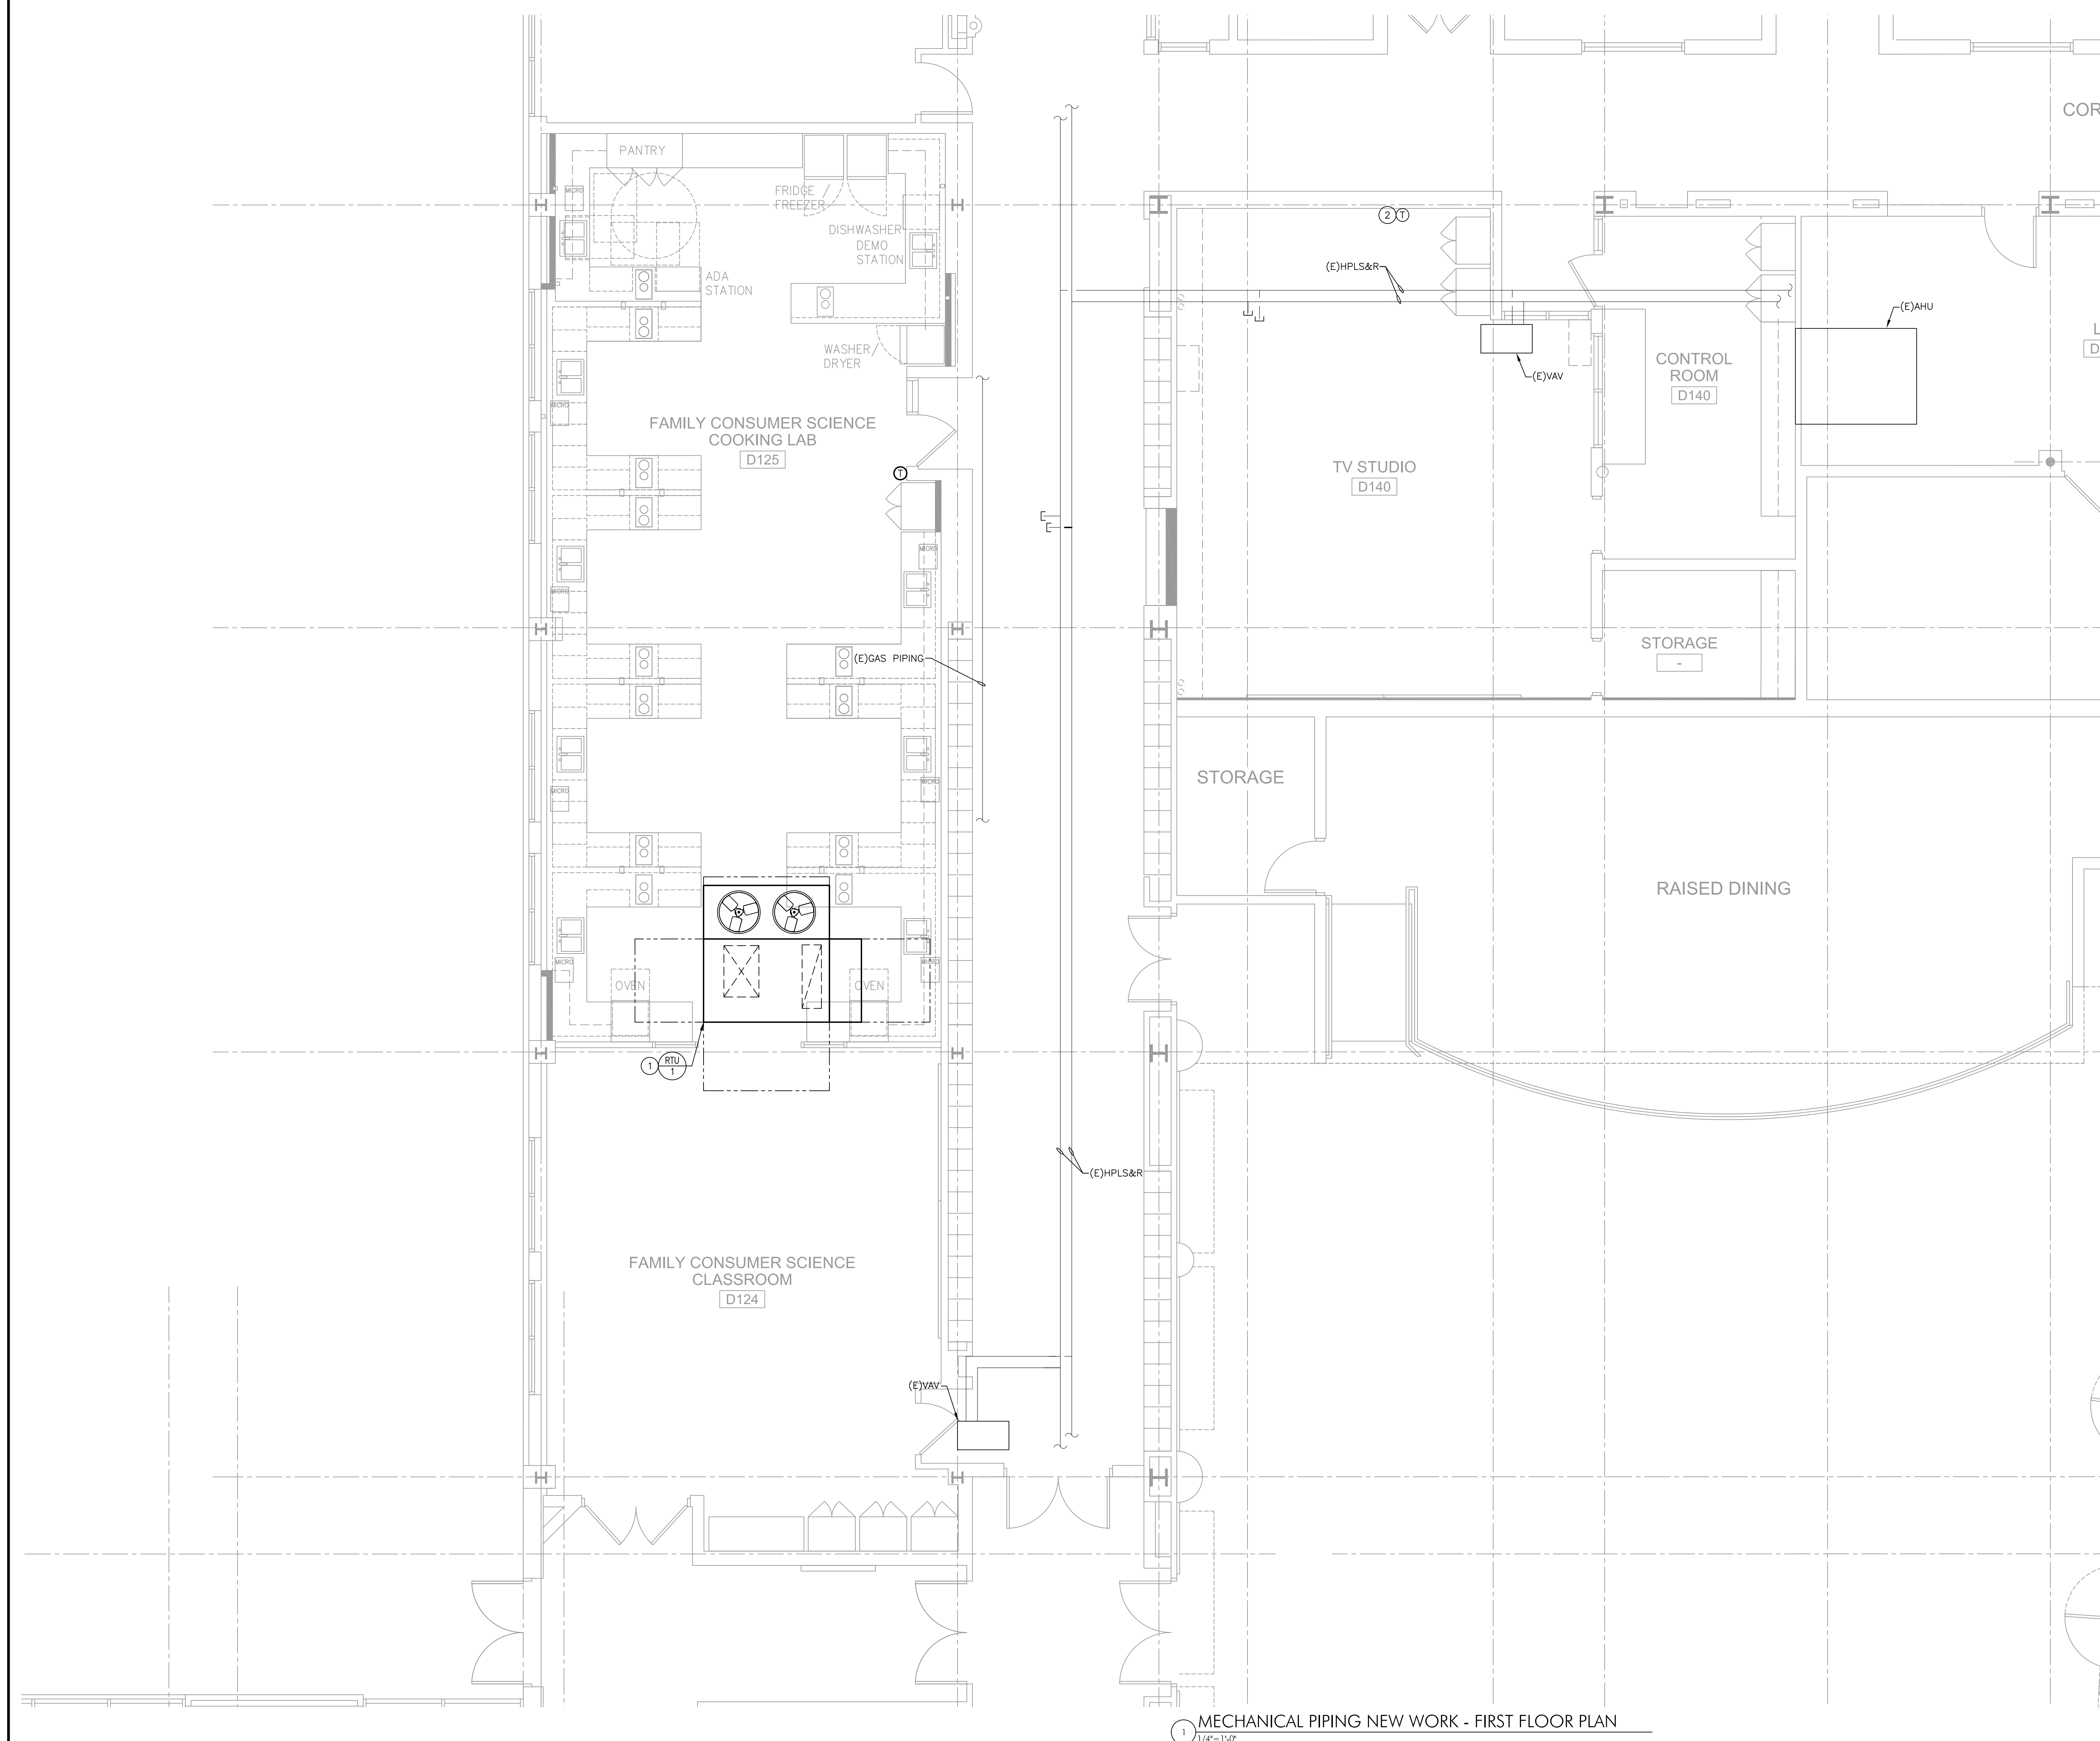 COR
PANTRY
MICRO
FRIDGE
FREEZER
DISHWASHER
DEMO
STATION
ADA
STATION
2 T
(E)HPLS&R
(E)AHU
L
D
WASHER
DRYER
(E)VAV
CONTROL
ROOM
D140
MICRO
FAMILY CONSUMER SCIENCE
COOKING LAB
D125
T
TV STUDIO
D140
MICRO
MICRO
(E)GAS PIPING
STORAGE
-
MICRO
MICRO
STORAGE
RAISED DINING
MICRO
MICRO
OVEN
X
OVEN
1
RTU
1
(E)HPLS&R
FAMILY CONSUMER SCIENCE
CLASSROOM
D124
(E)VAV
1
MECHANICAL PIPING NEW WORK - FIRST FLOOR PLAN
1/4"=1'-0"